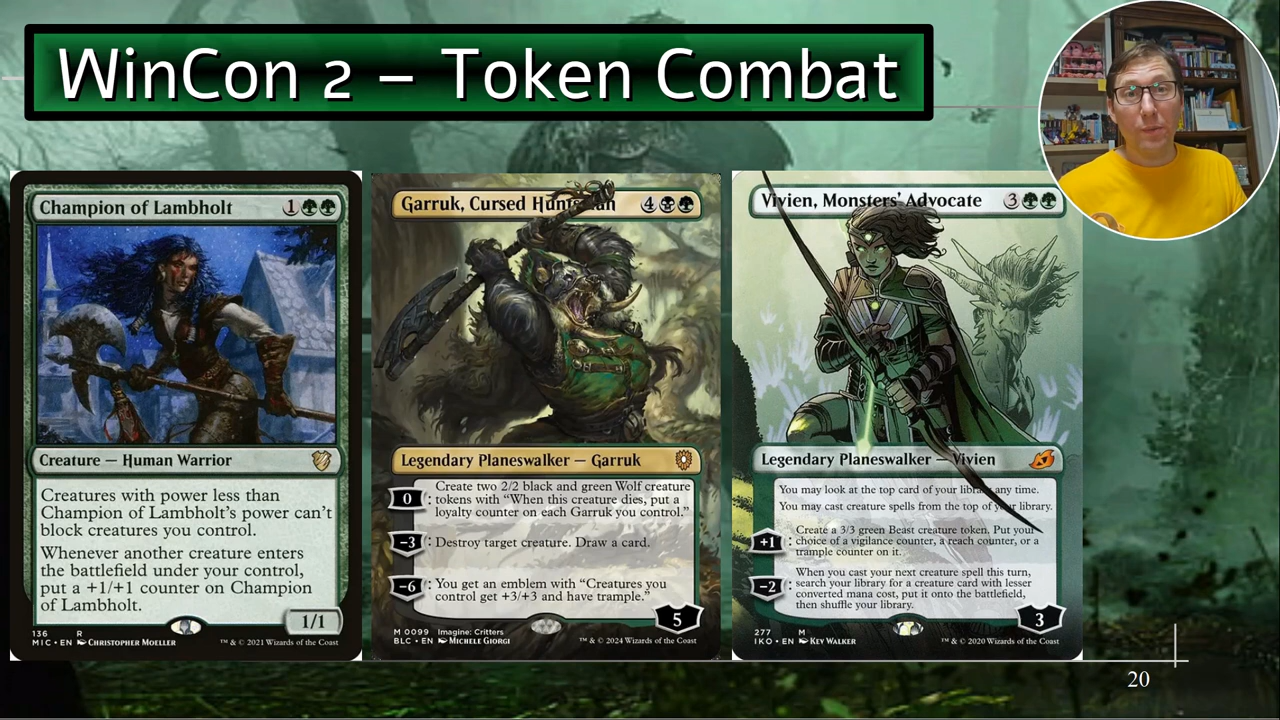 WinCon 2 – Token Combat
Champion of Lambholt 1
Creature — Human Warrior
Creatures with power less than
Champion of Lambholt's power can't
block creatures you control.
Whenever another creature enters
the battlefield under your control,
put a +1/+1 counter on Champion
of Lambholt.
1/1
136 R
MIC • EN Christopher Moeller ™ & © 2021 Wizards of the Coast
Garruk, Cursed Huntsman 4
Legendary Planeswalker — Garruk
0 : Create two 2/2 black and green Wolf creature
tokens with “When this creature dies, put a
loyalty counter on each Garruk you control.”
−3 : Destroy target creature. Draw a card.
−6 : You get an emblem with “Creatures you
control get +3/+3 and have trample.”
5
M 0099 Imagine: Critters
BLC • EN Michele Giorgi ™ & © 2024 Wizards of the Coast
Vivien, Monsters' Advocate 3
Legendary Planeswalker — Vivien
You may look at the top card of your library any time.
You may cast creature spells from the top of your library.
+1 : Create a 3/3 green Beast creature token. Put your
choice of a vigilance counter, a reach counter, or a
trample counter on it.
−2 : When you cast your next creature spell this turn,
search your library for a creature card with lesser
converted mana cost, put it onto the battlefield,
then shuffle your library.
3
277 M
IKO • EN Kev Walker ™ & © 2020 Wizards of the Coast
20